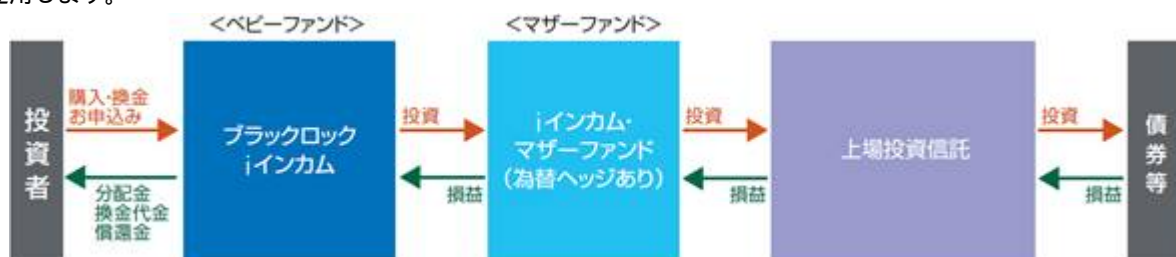 用します。
<ベビーファンド>
<マザーファンド>
投資者
購入・換金
お申込み
分配金
換金代金
償還金
ブラックロック
iインカム
投資
損益
iインカム・
マザーファンド
(為替ヘッジあり)
投資
損益
上場投資信託
投資
損益
債券等